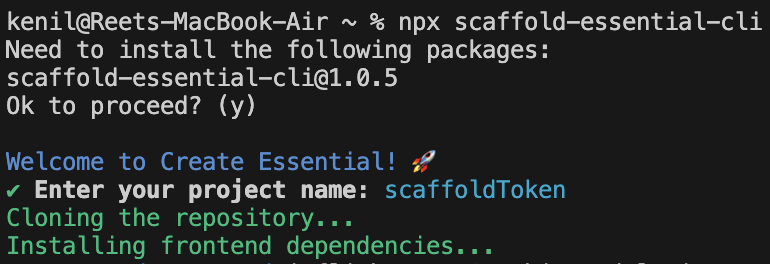 kenil@Reets-MacBook-Air ~ % npx scaffold-essential-cli
Need to install the following packages:
scaffold-essential-cli@1.0.5
Ok to proceed? (y)
Welcome to Create Essential! 🚀
✔ Enter your project name: scaffoldToken
Cloning the repository...
Installing frontend dependencies...